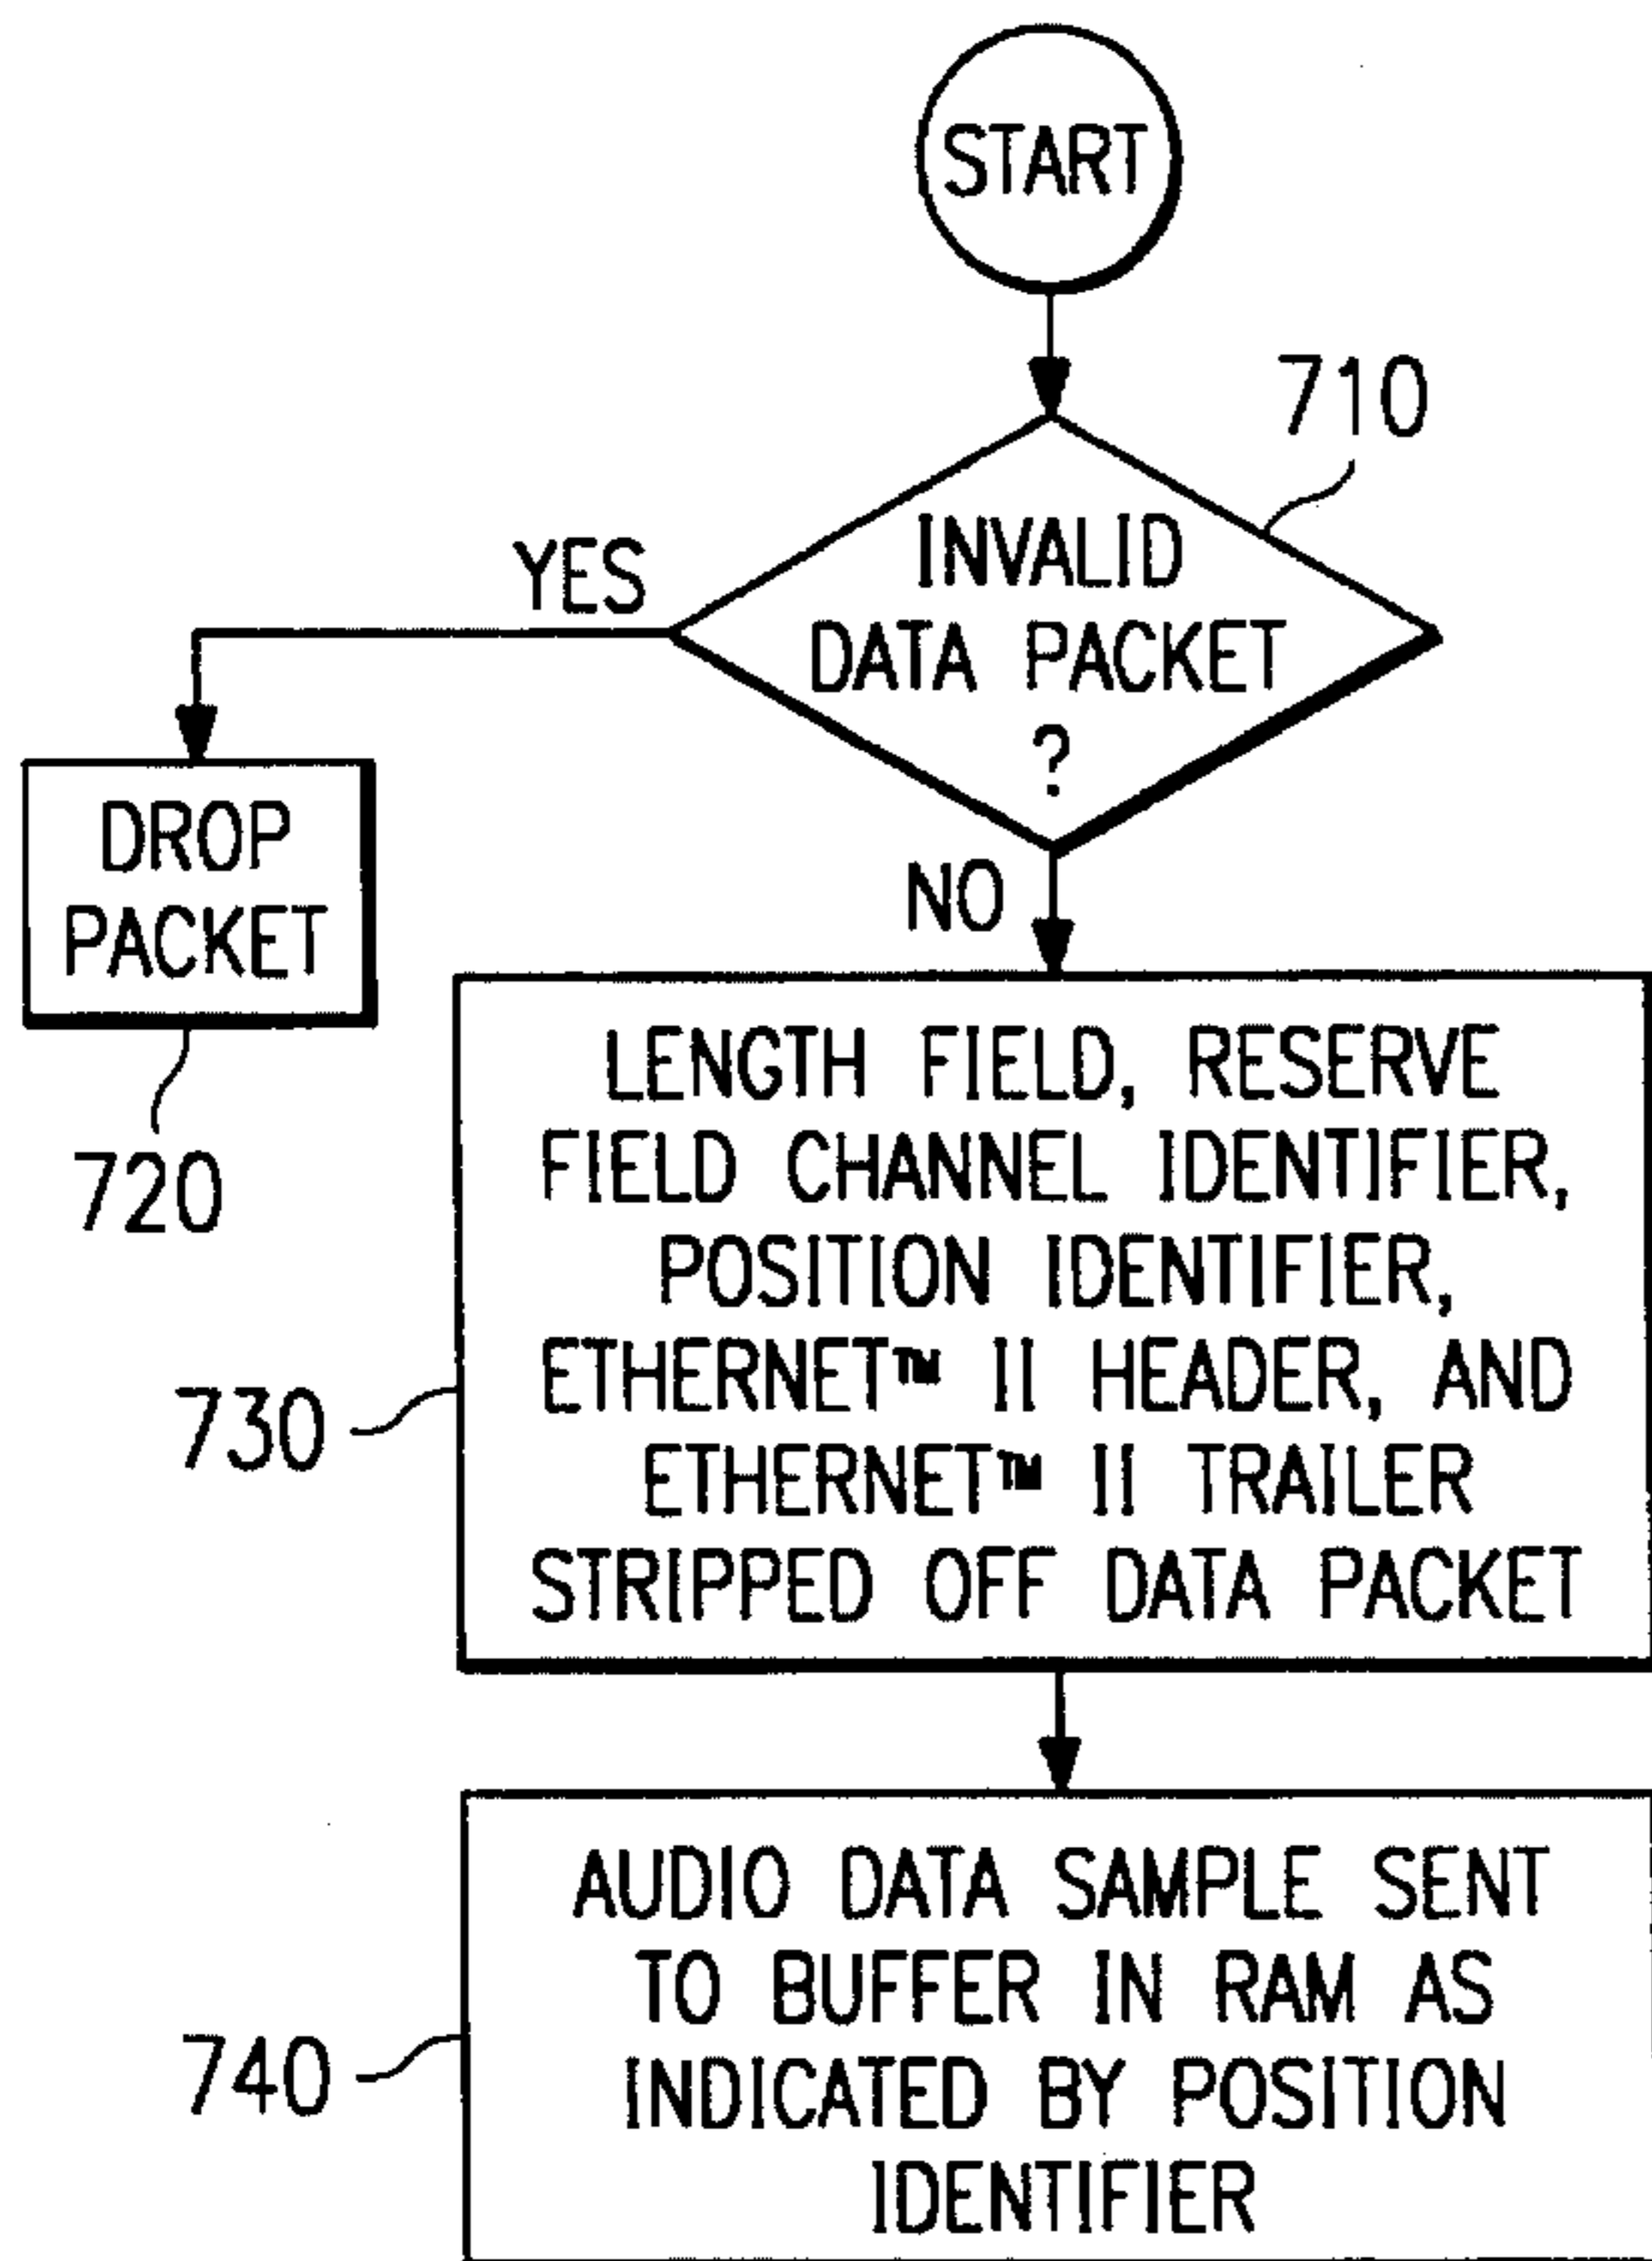 START
710
INVALID
DATA PACKET
?
YES
NO
DROP
PACKET
720
LENGTH FIELD, RESERVE
FIELD CHANNEL IDENTIFIER,
POSITION IDENTIFIER,
ETHERNET™ II HEADER, AND
ETHERNET™ II TRAILER
STRIPPED OFF DATA PACKET
730
AUDIO DATA SAMPLE SENT
TO BUFFER IN RAM AS
INDICATED BY POSITION
IDENTIFIER
740